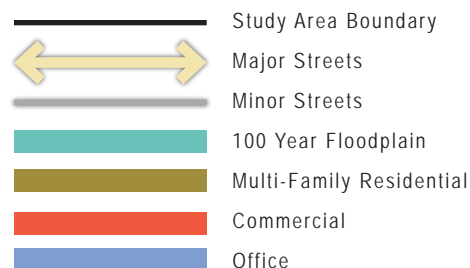 Study Area Boundary
Major Streets
Minor Streets
100 Year Floodplain
Multi-Family Residential
Commercial
Office